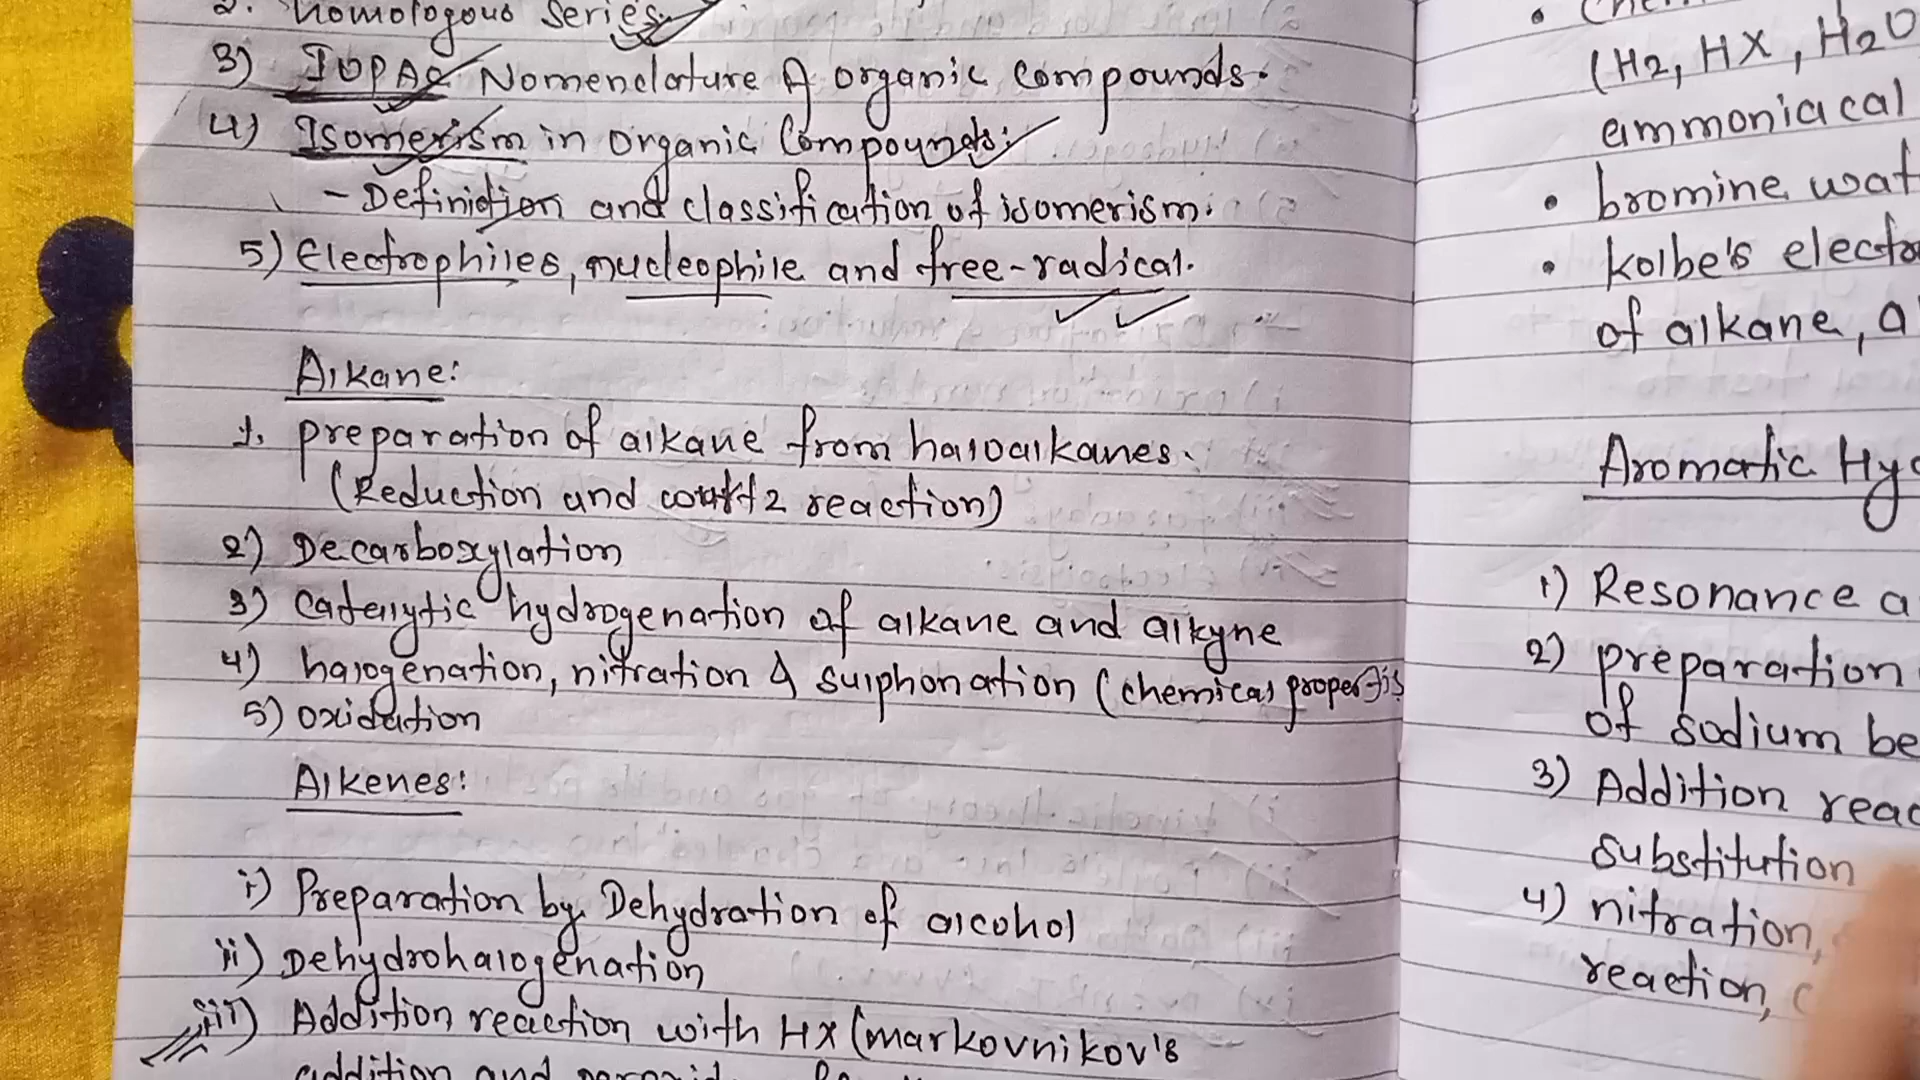 2. Homologous Series
3) IUPAC Nomenclature of organic compounds.
4) Isomerism in organic Compounds:
- Definition and classification of isomerism.
5) Electrophiles, nucleophile and free-radical.
Alkane:
1. preparation of alkane from haloalkanes.
(Reduction and wurtz reaction)
2) Decarboxylation
3) catalytic hydrogenation of alkane and alkyne
4) halogenation, nitration & sulphonation (chemical propertis
5) oxidation
Alkenes:
i) Preparation by Dehydration of alcohol
ii) Dehydrohalogenation
iii) Addition reaction with HX (markovnikov's
addition and
(H2, HX, H2O
ammoniacal
• bromine wat
• kolbe's electo
of alkane, a
Aromatic Hyd
1) Resonance a
2) preparation
of sodium be
3) Addition reac
substitution
4) nitration,
reaction,